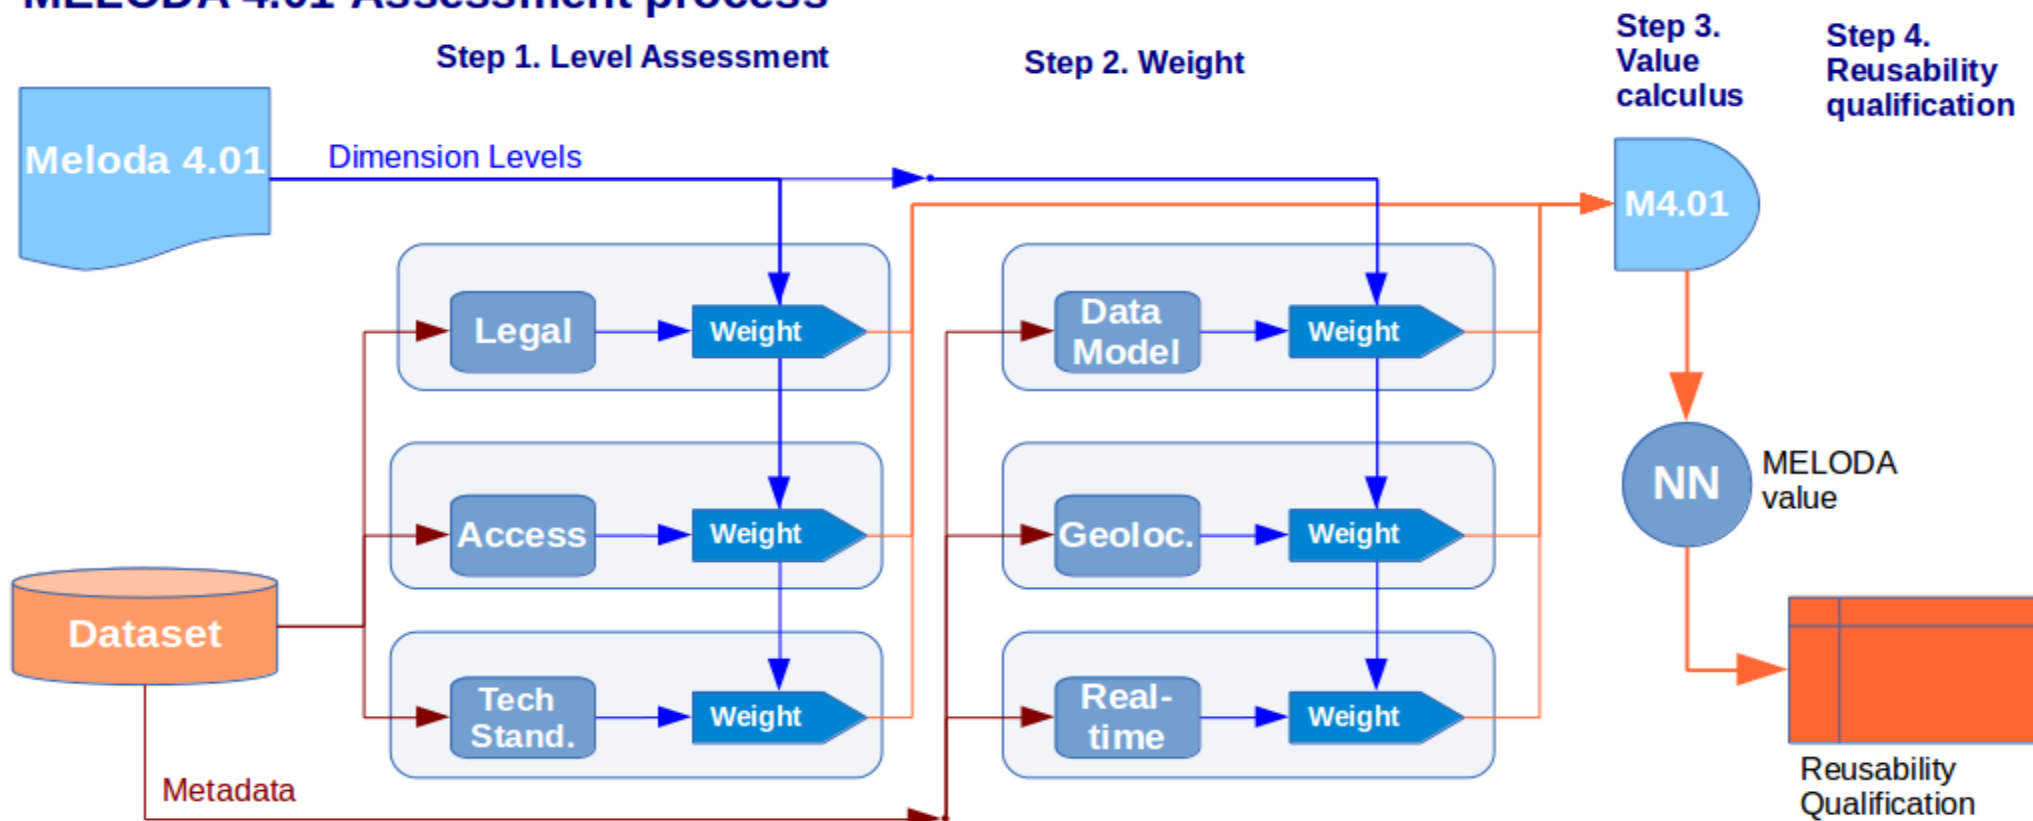 MELODA 4.01 Assessment process
Step 1. Level Assessment
Step 2. Weight
Step 3.
Value
calculus
Step 4.
Reusability
qualification
Meloda 4.01
Dimension Levels
M4.01
Legal
Weight
Data
Model
Weight
Access
Weight
Geoloc.
Weight
NN
MELODA
value
Dataset
Tech
Stand.
Weight
Real-
time
Weight
Metadata
Reusability
Qualification